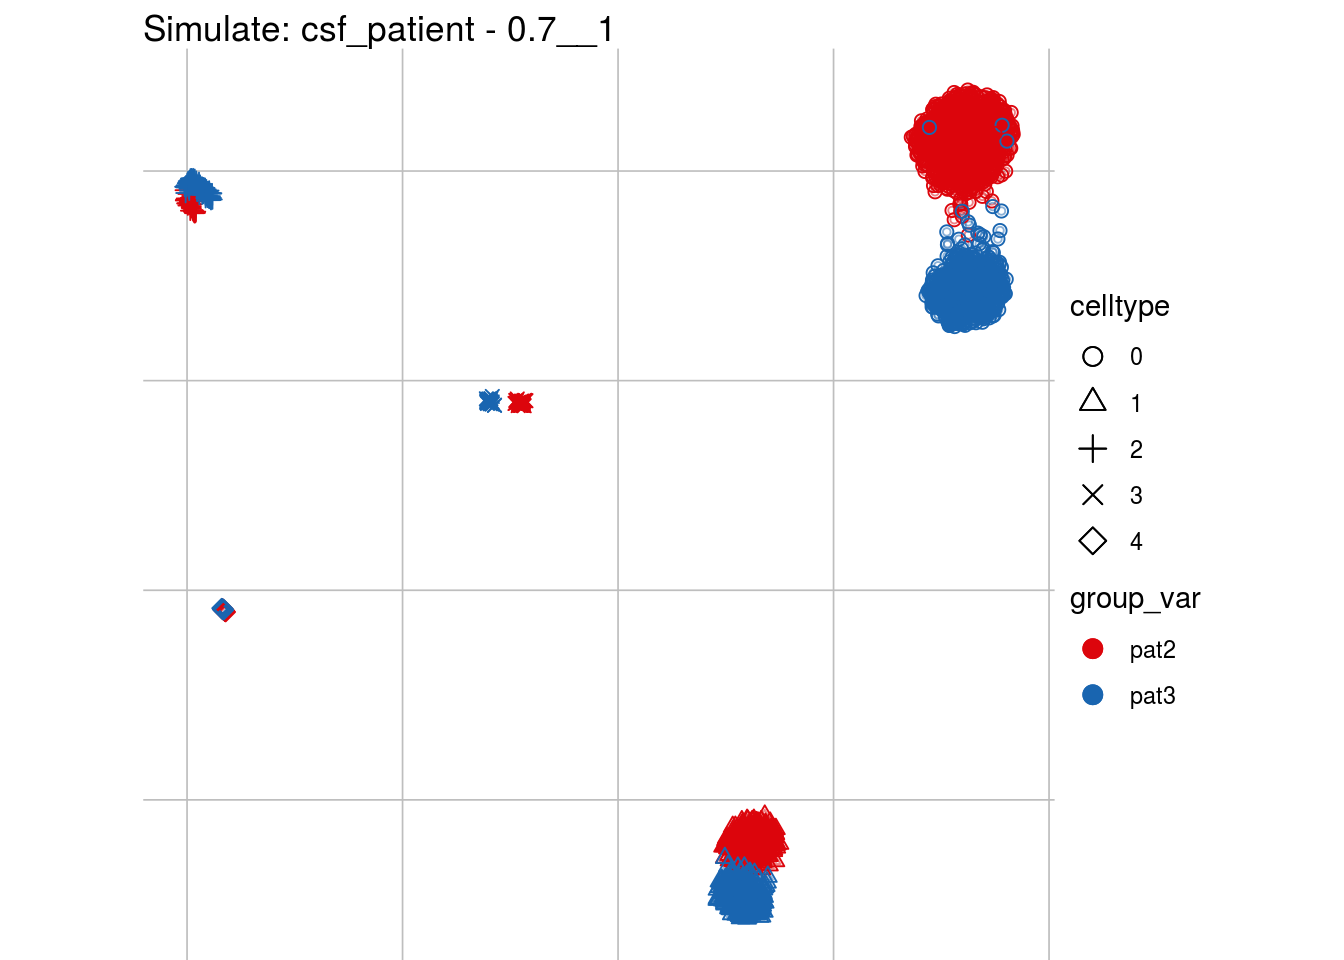 Simulate: csf_patient - 0.7__1
celltype
0
1
2
3
4
group_var
pat2
pat3